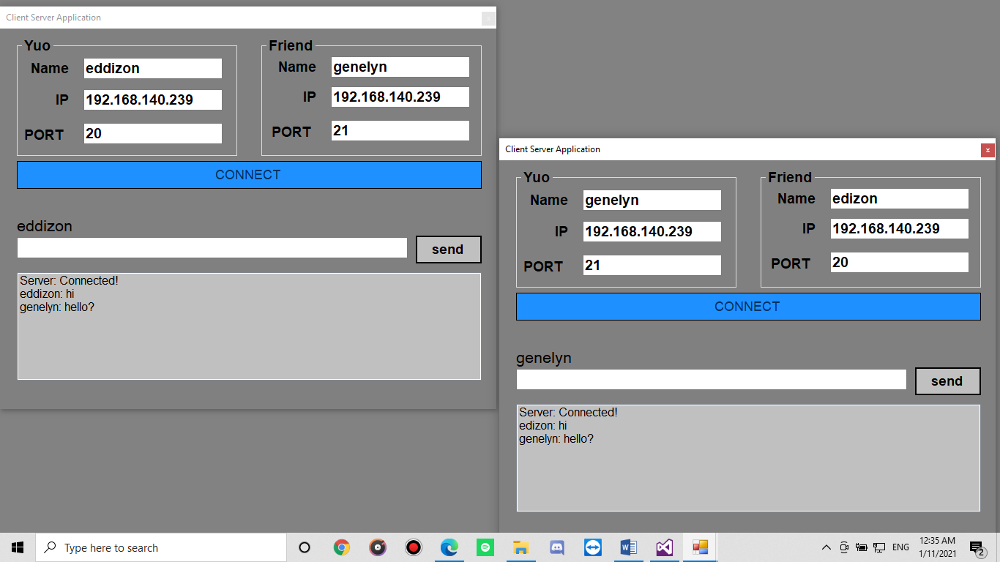 Client Server Application
x
Yuo
Name eddizon
IP 192.168.140.239
PORT 20
Friend
Name genelyn
IP 192.168.140.239
PORT 21
CONNECT
eddizon
send
Server: Connected!
eddizon: hi
genelyn: hello?
Client Server Application
x
Yuo
Name genelyn
IP 192.168.140.239
PORT 21
Friend
Name edizon
IP 192.168.140.239
PORT 20
CONNECT
genelyn
send
Server: Connected!
edizon: hi
genelyn: hello?
Type here to search
ENG
12:35 AM
1/11/2021
2